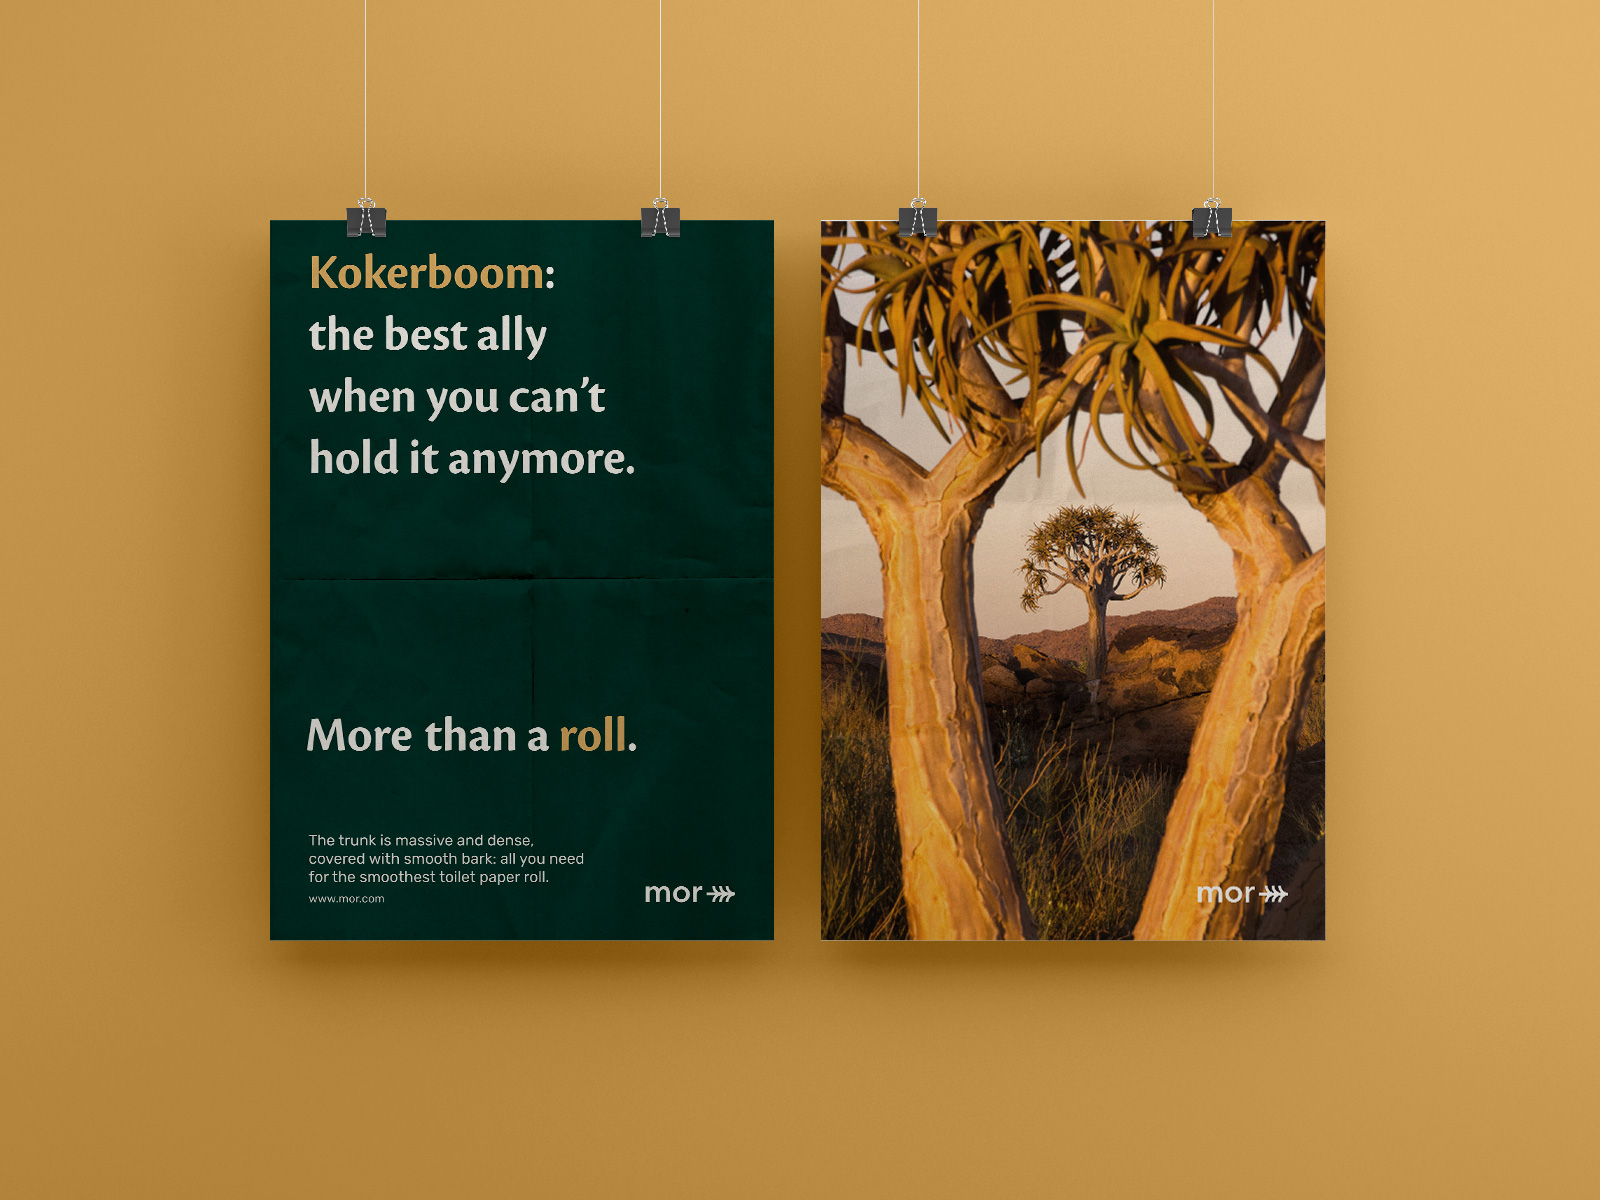 Kokerboom:
the best ally
when you can't
hold it anymore.
More than a roll.
The trunk is massive and dense,
covered with smooth bark: all you need
for the smoothest toilet paper roll.
www.mor.com
mor
mor